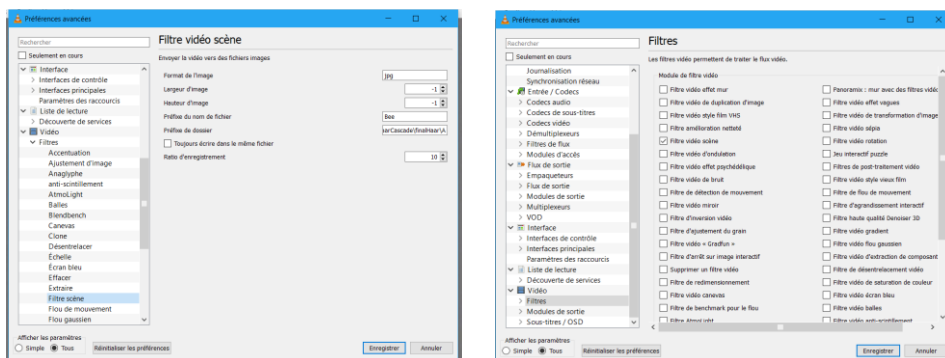 Préférences avancées
Rechercher
Seulement en cours
Interface
Interfaces de contrôle
Interfaces principales
Paramètres des raccourcis
Liste de lecture
Découverte de services
Vidéo
Filtres
Accentuation
Ajustement d'image
Anaglyphe
anti-scintillement
AtmoLight
Balles
Blendbench
Canevas
Clone
Désentrelacer
Échelle
Écran bleu
Effacer
Extraire
Filtre scène
Flou de mouvement
Flou gaussien
Afficher les paramètres
Simple Tous
Réinitialiser les préférences
Filtre vidéo scène
Envoyer la vidéo vers des fichiers images
Format de l'image jpg
Largeur d'image -1
Hauteur d'image -1
Préfixe du nom de fichier Bee
Préfixe de dossier arCascade\finalHaar\A
Toujours écrire dans le même fichier
Ratio d'enregistrement 10
Enregistrer Annuler
Préférences avancées
Rechercher
Seulement en cours
Journalisation
Synchronisation réseau
Entrée / Codecs
Codecs audio
Codecs de sous-titres
Codecs vidéo
Démultiplexeurs
Filtres de flux
Modules d'accès
Flux de sortie
Empaqueteurs
Flux de sortie
Modules de sortie
Multiplexeurs
VOD
Interface
Interfaces de contrôle
Interfaces principales
Paramètres des raccourcis
Liste de lecture
Découverte de services
Vidéo
Filtres
Modules de sortie
Sous-titres / OSD
Afficher les paramètres
Simple Tous
Réinitialiser les préférences
Filtres
Les filtres vidéo permettent de traiter le flux vidéo.
Module de filtre vidéo
Filtre vidéo effet mur
Filtre vidéo de duplication d'image
Filtre vidéo style film VHS
Filtre amélioration netteté
Filtre vidéo scène
Filtre vidéo d'ondulation
Filtre vidéo effet psychédélique
Filtre vidéo de bruit
Filtre de détection de mouvement
Filtre vidéo miroir
Filtre d'inversion vidéo
Filtre d'ajustement du grain
Filtre vidéo « Gradfun »
Filtre d'arrêt sur image interactif
Supprimer un filtre vidéo
Filtre de redimensionnement
Filtre vidéo canevas
Filtre de benchmark pour le flou
Filtre AtmoLight
Panoramix : mur avec des filtres vidéo
Filtre vidéo effet vagues
Filtre vidéo de transformation d'image
Filtre vidéo sépia
Filtre vidéo rotation
Jeu interactif puzzle
Filtres de post-traitement vidéo
Filtre vidéo style vieux film
Filtre de flou de mouvement
Filtre d'agrandissement interactif
Filtre haute qualité Denoiser 3D
Filtre vidéo gradient
Filtre vidéo flou gaussien
Filtre vidéo d'extraction de composant
Filtre de désentrelacement vidéo
Filtre vidéo de saturation de couleur
Filtre vidéo écran bleu
Filtre vidéo balles
Filtre vidéo anti-scintillement
Enregistrer Annuler